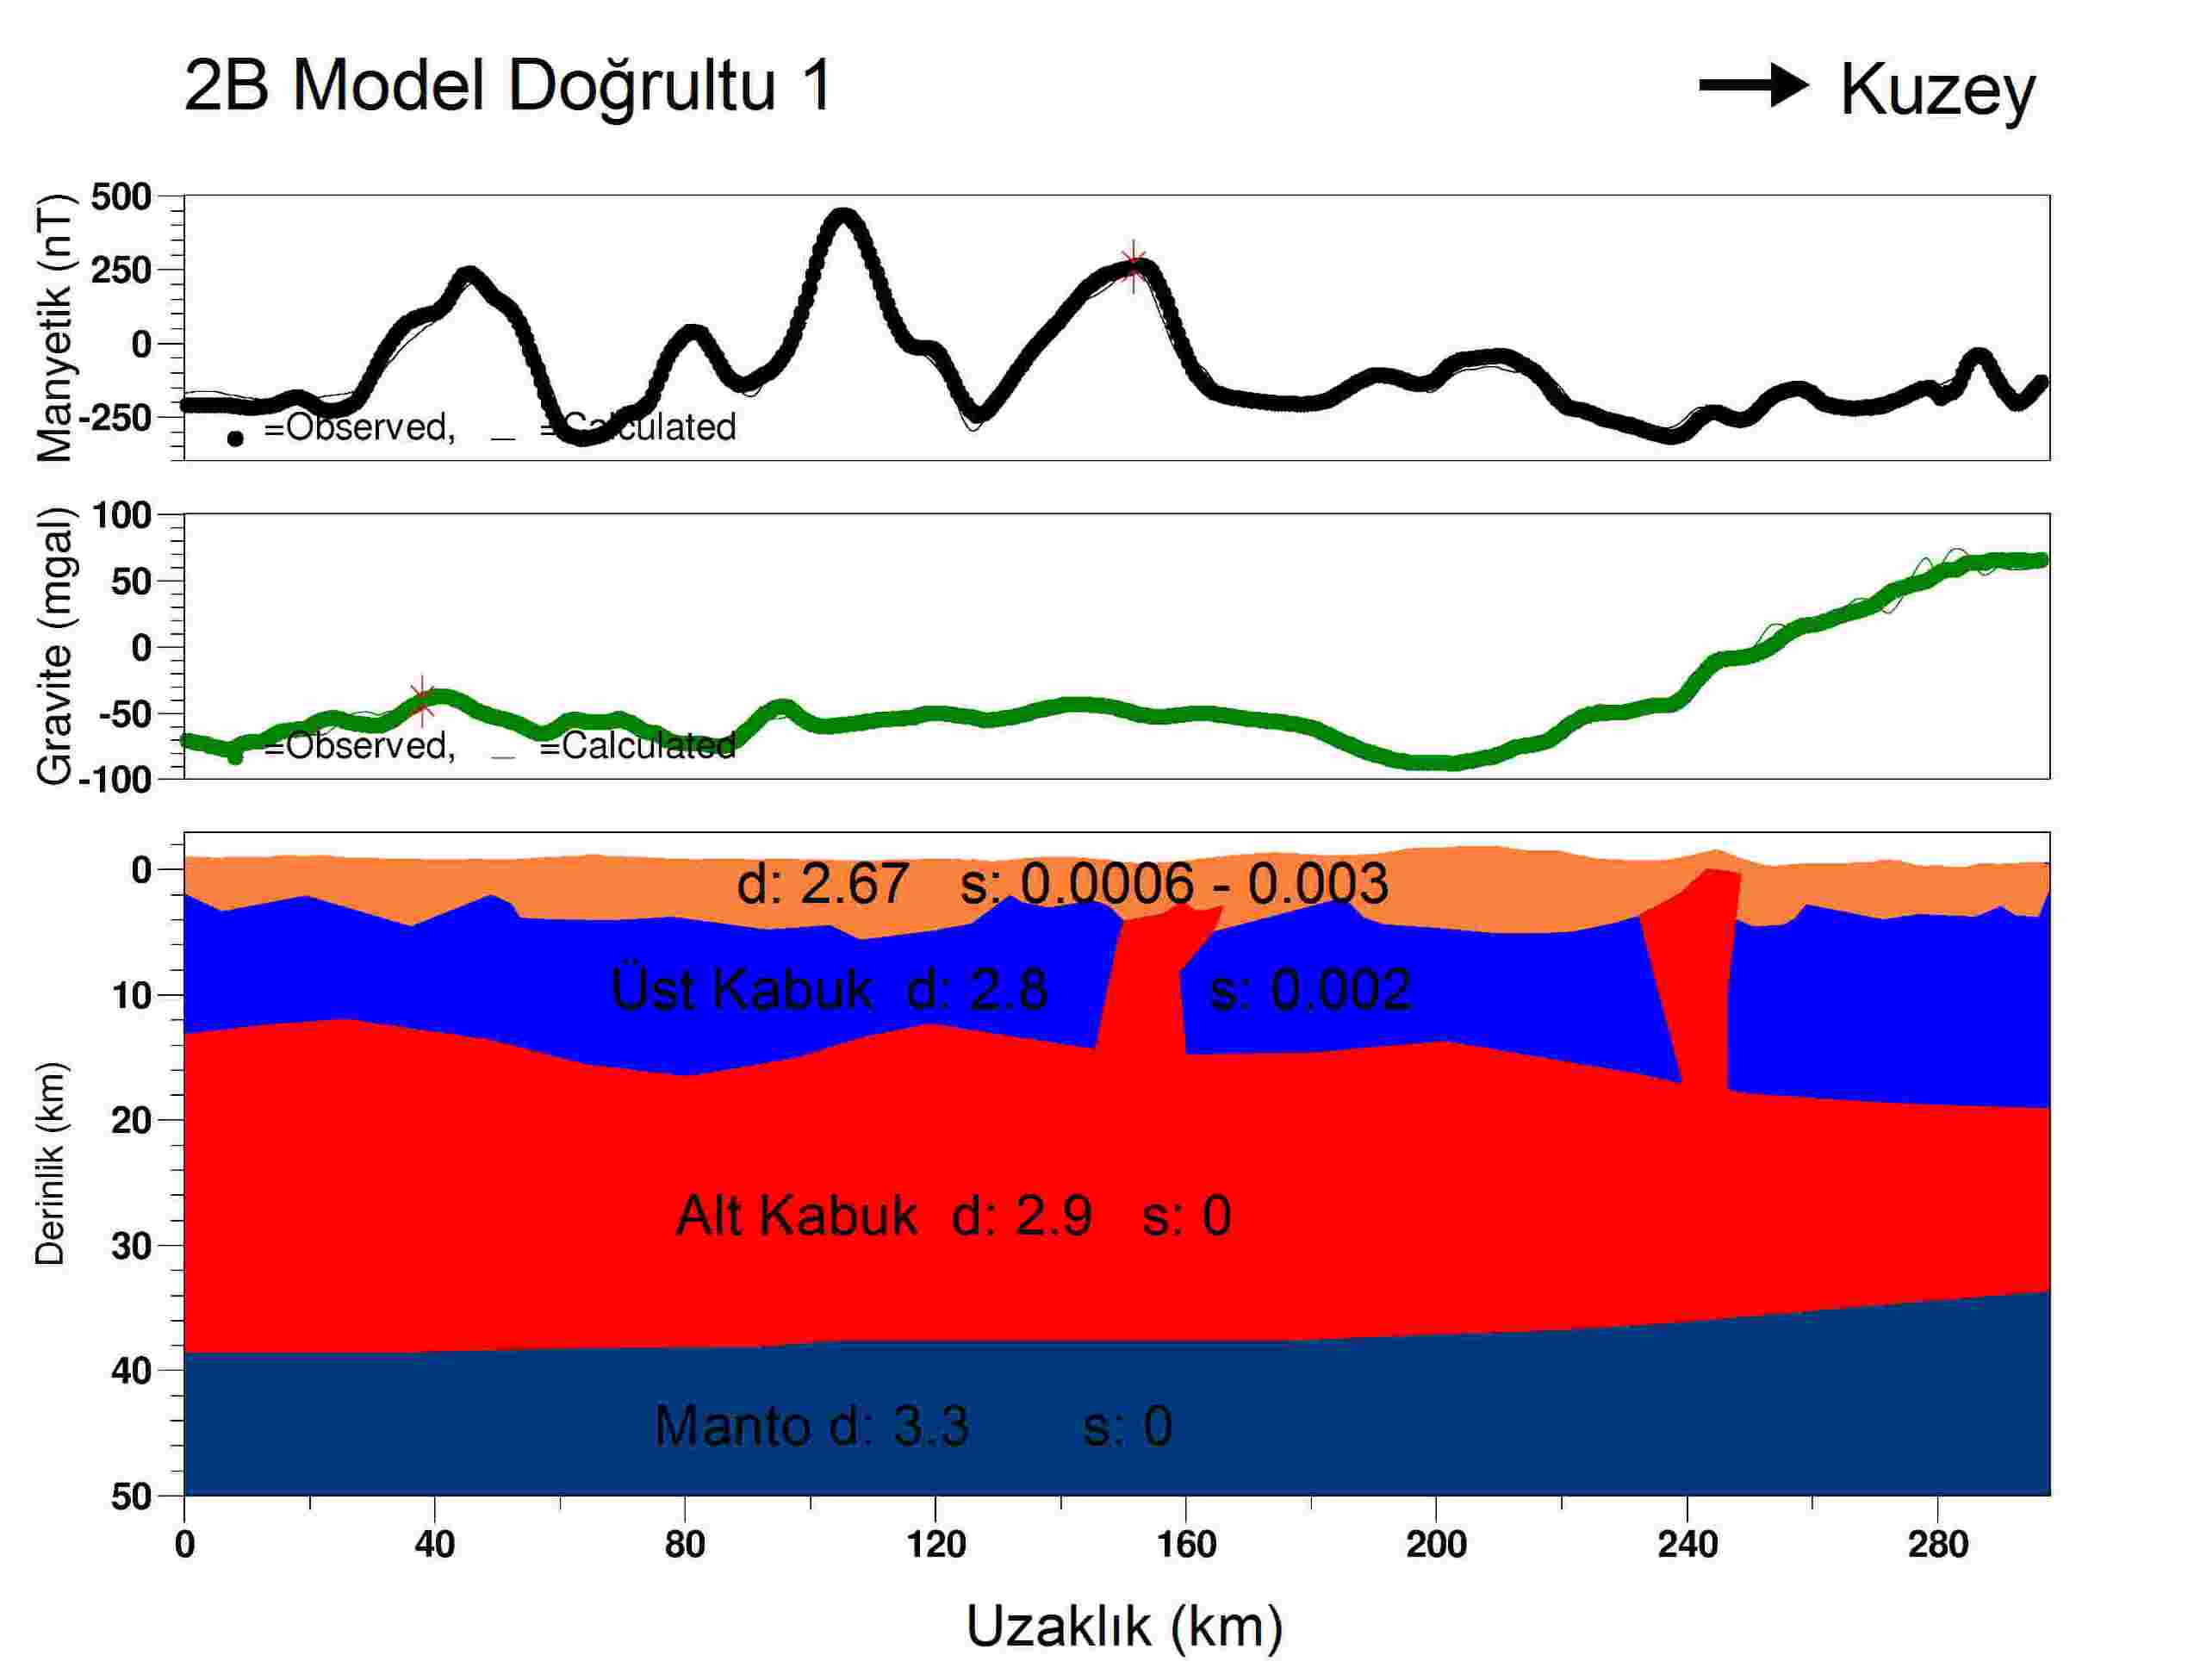 2B Model Doğrultu 1
Kuzey
Manyetik (nT)
500
250
0
-250
=Observed, _ =Calculated
Gravite (mgal)
100
50
0
-50
-100
=Observed, _ =Calculated
Derinlik (km)
0
10
20
30
40
50
d: 2.67 s: 0.0006 - 0.003
Üst Kabuk d: 2.8 s: 0.002
Alt Kabuk d: 2.9 s: 0
Manto d: 3.3 s: 0
0 40 80 120 160 200 240 280
Uzaklık (km)